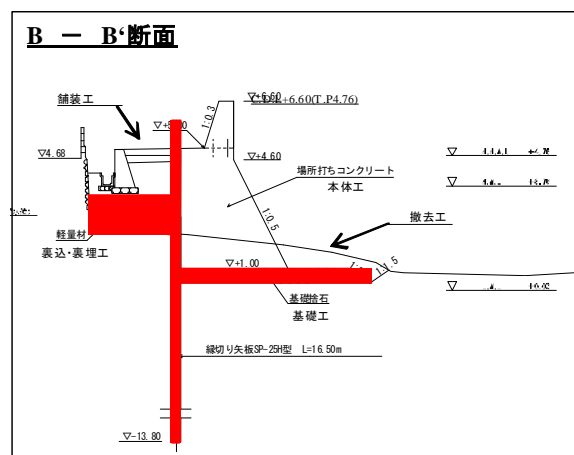 B － B‘断面
舗装工
▽+6.60
+6.60(T.P4.76)
1:0.3
▽4.68
▽+4.60
場所打ちコンクリート
本体工
1:0.5
撤去工
軽量材
裏込・裏埋工
▽+1.00
1:1.5
基礎捨石
基礎工
縁切り矢板SP-25H型 L=16.50m
▽-13.80